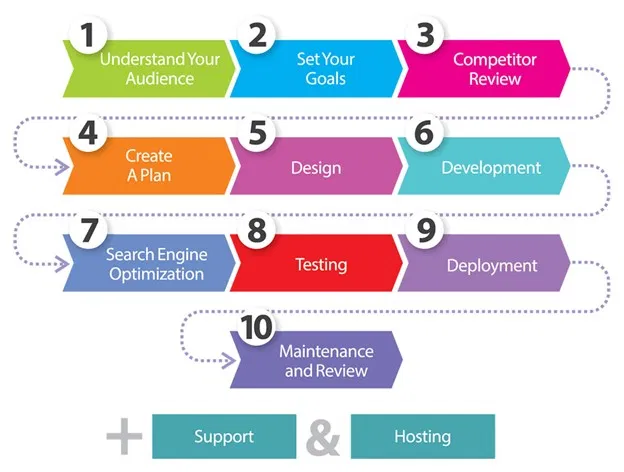 1
Understand Your
Audience
2
Set Your
Goals
3
Competitor
Review
4
Create
A Plan
5
Design
6
Development
7
Search Engine
Optimization
8
Testing
9
Deployment
10
Maintenance
and Review
+
Support
&
Hosting